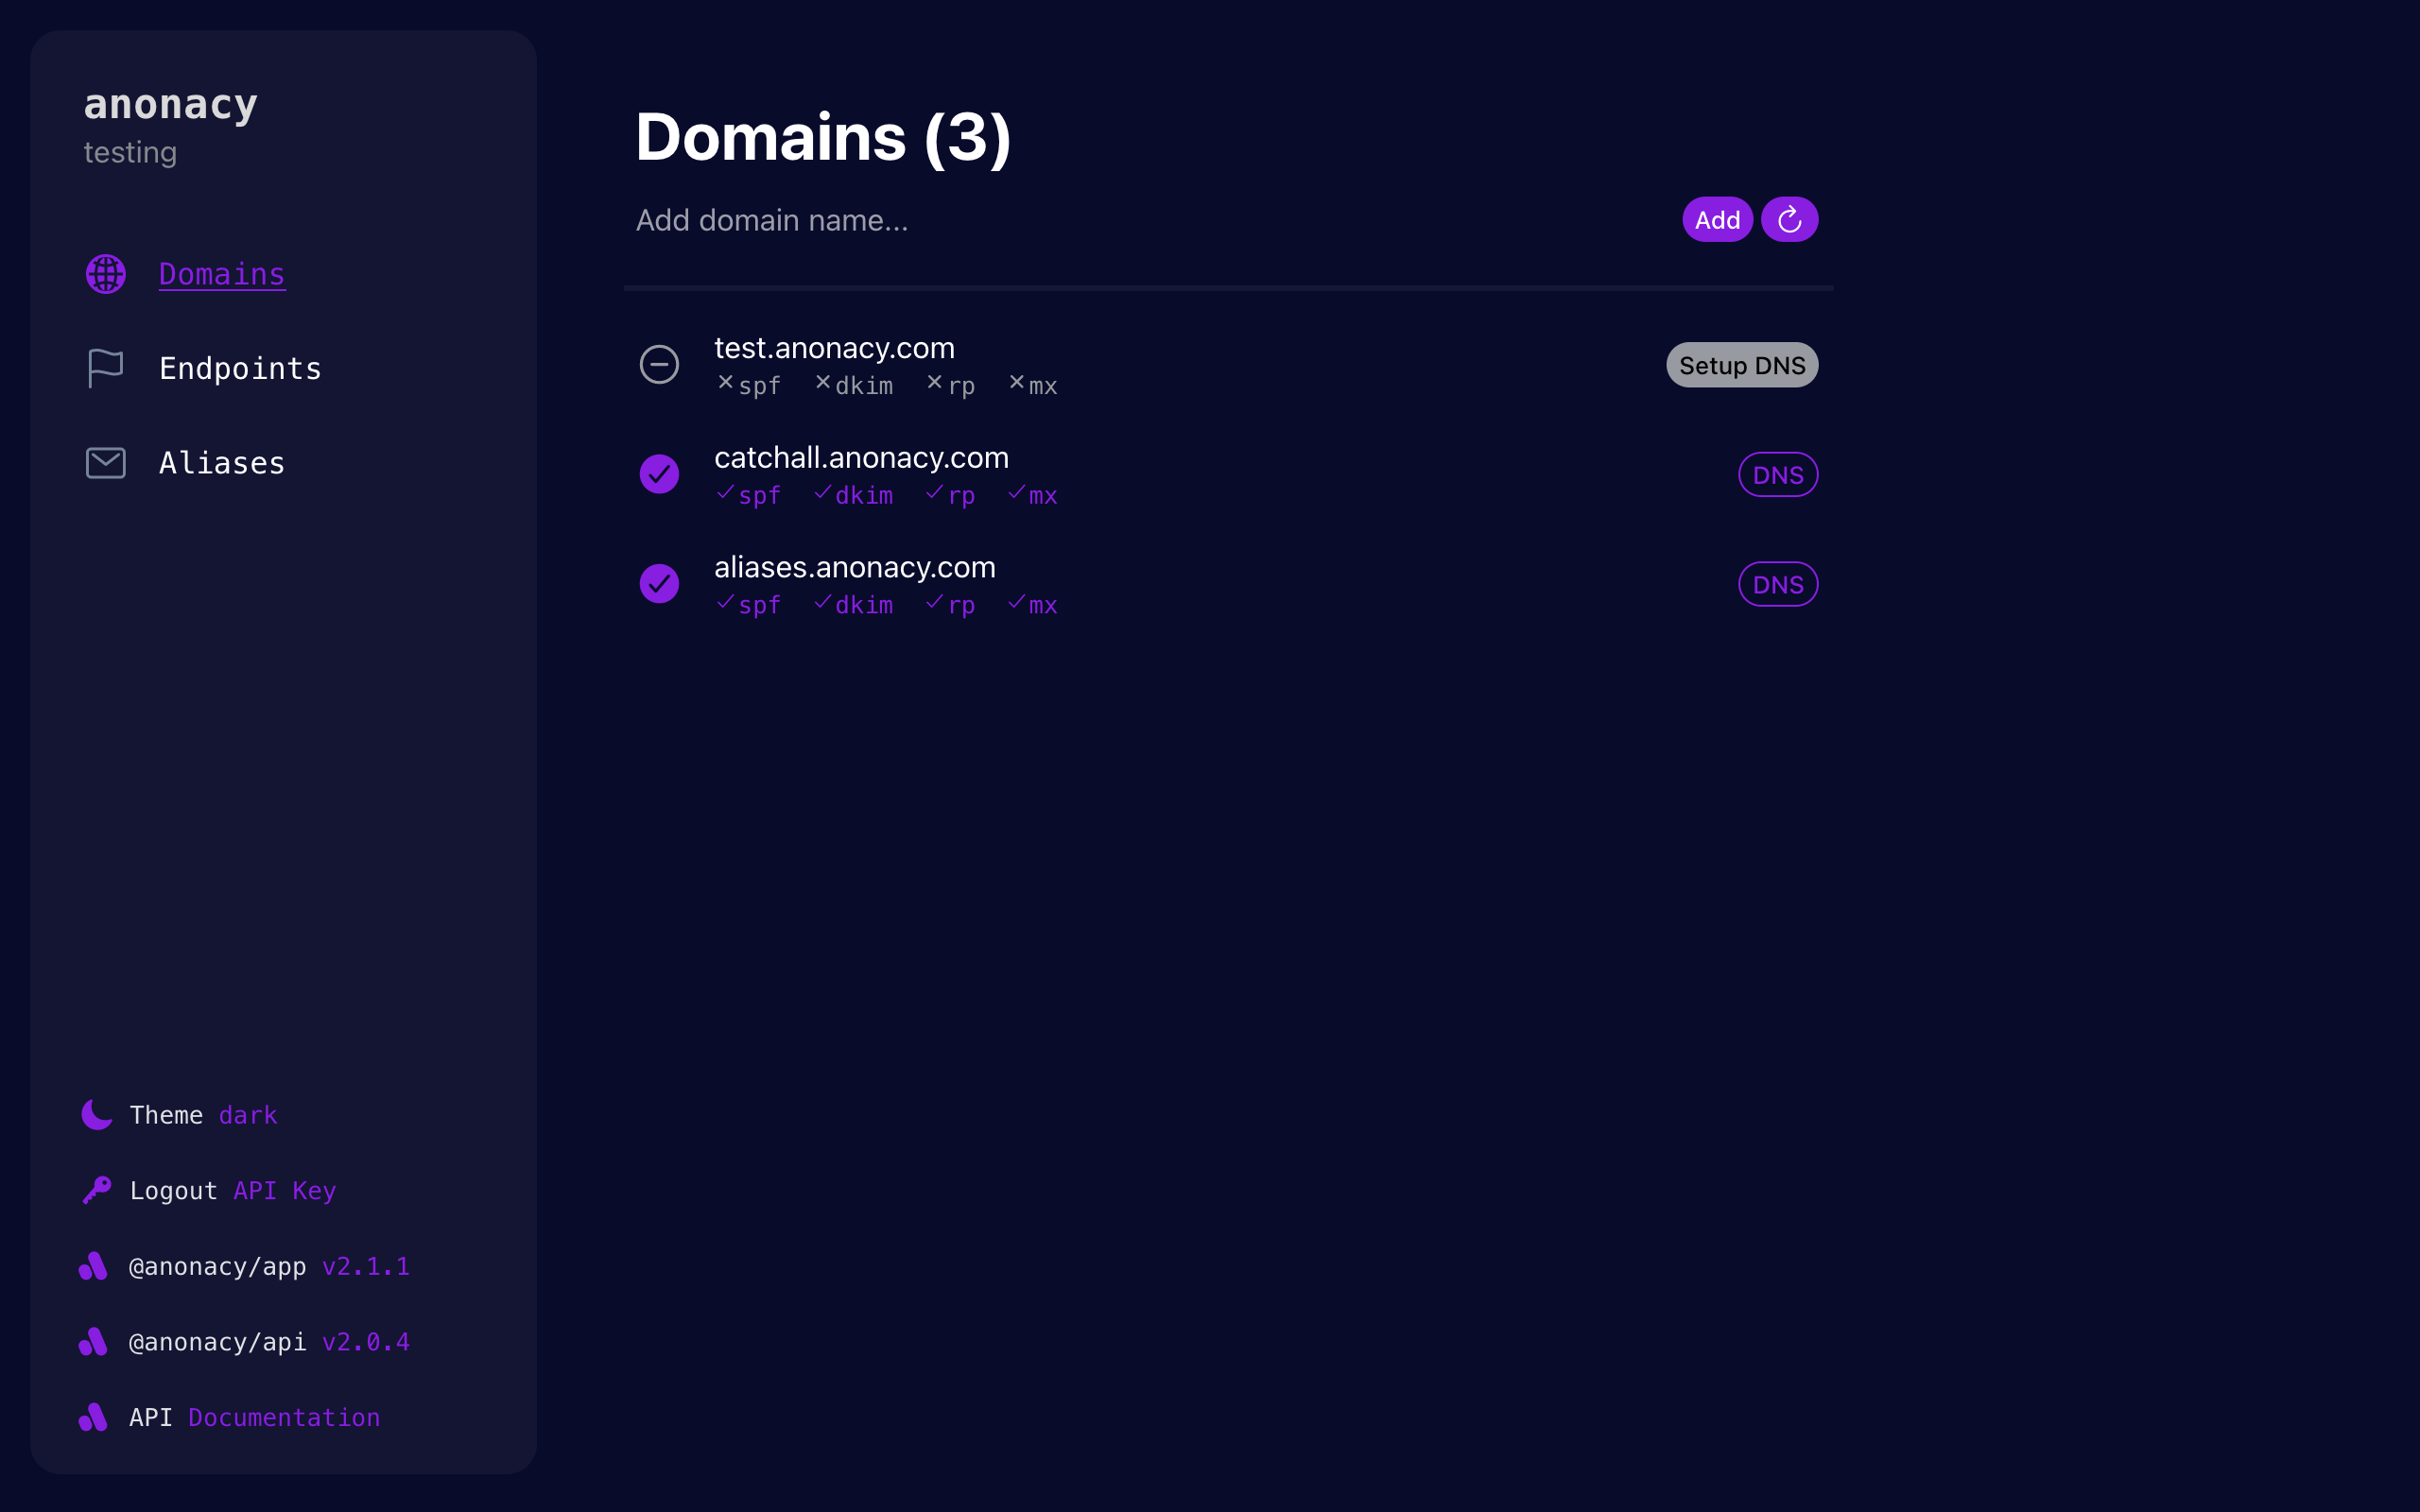 anonacy
testing
Domains
Endpoints
Aliases
Theme dark
Logout API Key
@anonacy/app v2.1.1
@anonacy/api v2.0.4
API Documentation
Domains (3)
Add domain name...
Add
test.anonacy.com
✕spf ✕dkim ✕rp ✕mx
Setup DNS
catchall.anonacy.com
✓spf ✓dkim ✓rp ✓mx
DNS
aliases.anonacy.com
✓spf ✓dkim ✓rp ✓mx
DNS